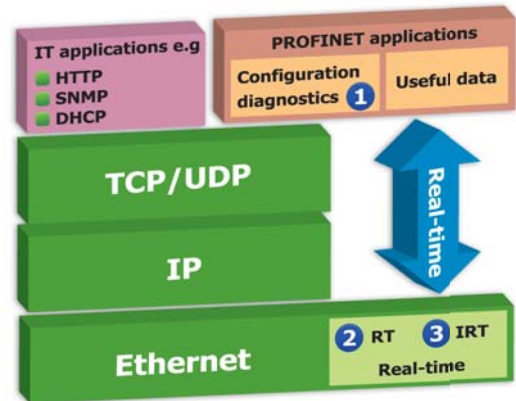 IT applications e.g
HTTP
SNMP
DHCP
PROFINET applications
Configuration
diagnostics 1
Useful data
TCP/UDP
Real-time
IP
Ethernet
2 RT 3 IRT
Real-time